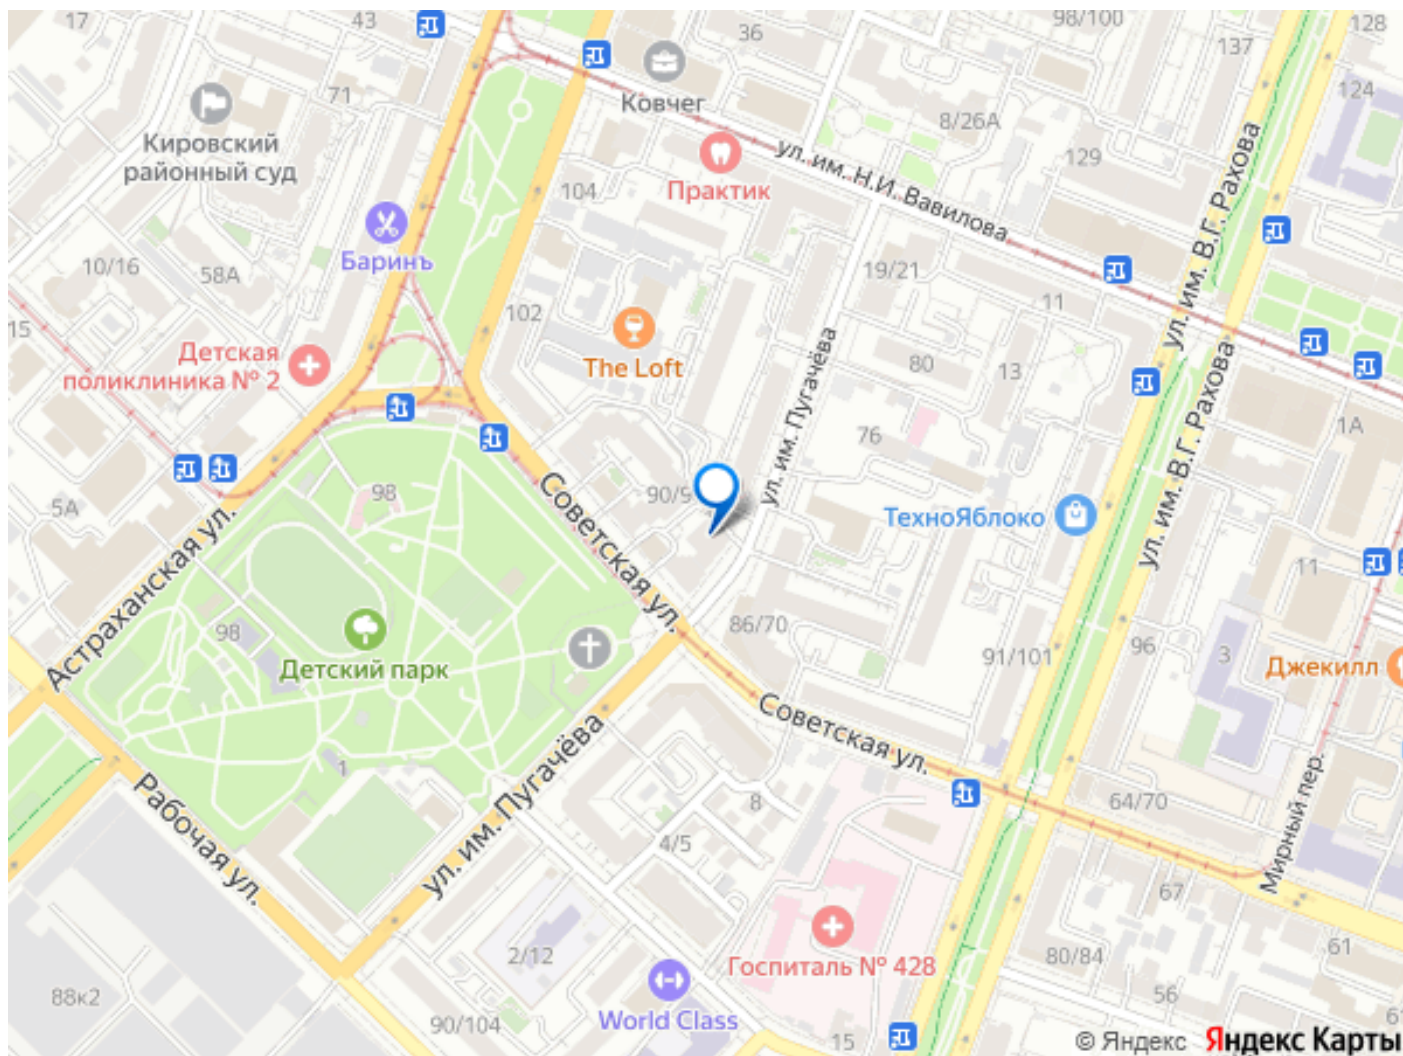 17
43
36
98/100
128
137
Ковчег
71
124
Кировский
районный суд
8/26А
129
ул. им. Н.И. Вавилова
Практик
104
ул. им. В.Г. Рахова
Баринъ
10/16
58А
19/21
11
102
15
Детская
поликлиника № 2
The Loft
80
13
ул. им. Пугачёва
ул. им. В.Г. Рахова
1А
76
98
90/9
5А
Советская ул.
ТехноЯблоко
Астраханская ул.
11
98
86/70
96
3
Детский парк
91/101
Джекилл
Советская ул.
1
ул. им. Пугачёва
8
64/70
Мирный пер.
Рабочая ул.
4/5
67
2/12
Госпиталь № 428
80/84
61
88к2
56
World Class
90/104
15
61
© Яндекс Яндекс Карты